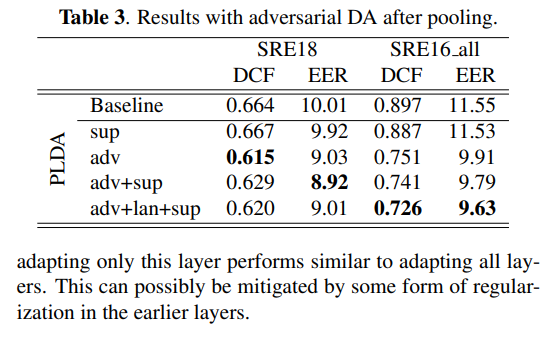 Table 3. Results with adversarial DA after pooling.
SRE18 SRE16_all
DCF EER DCF EER
PLDA
Baseline 0.664 10.01 0.897 11.55
sup 0.667 9.92 0.887 11.53
adv 0.615 9.03 0.751 9.91
adv+sup 0.629 8.92 0.741 9.79
adv+lan+sup 0.620 9.01 0.726 9.63
adapting only this layer performs similar to adapting all lay-
ers. This can possibly be mitigated by some form of regular-
ization in the earlier layers.